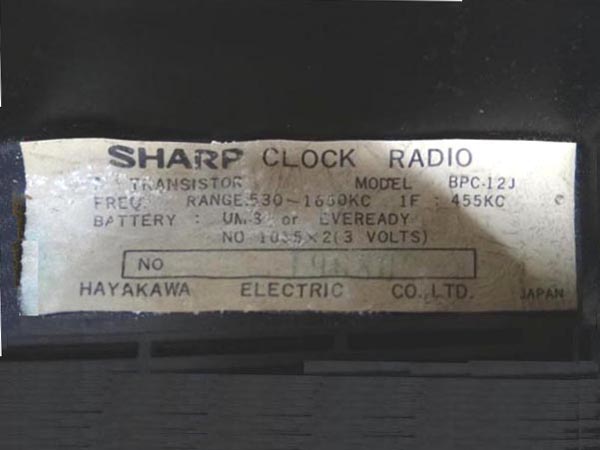 SHARP CLOCK RADIO
TRANSISTOR MODEL BPC-12J
FREQ RANGE:530~1650KC IF : 455KC
BATTERY : UM-3 or EVEREADY
NO 1035×2(3 VOLTS)
NO
HAYAKAWA ELECTRIC CO., LTD. JAPAN